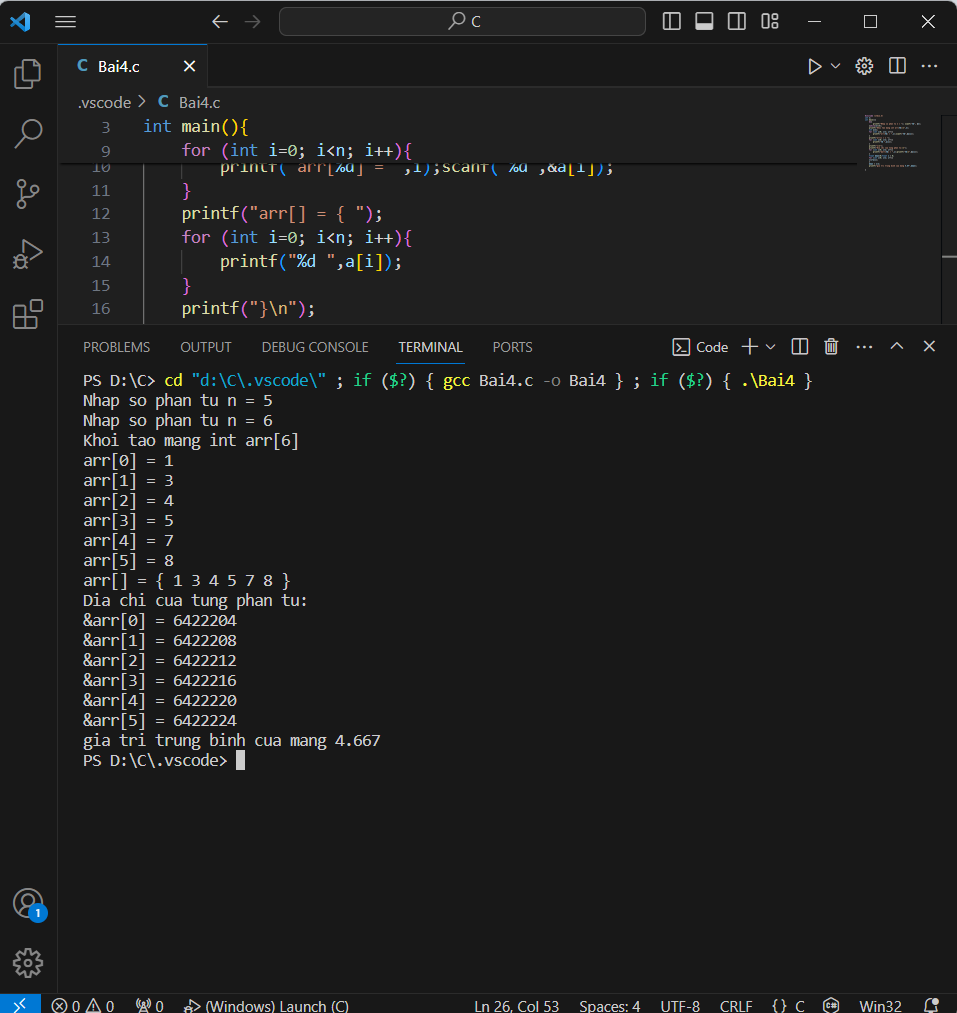 C
Bai4.c
.vscode > Bai4.c
3 int main(){
9 for (int i=0; i<n; i++){
10 printf("arr[%d] = ",i);scanf("%d",&a[i]);
11 }
12 printf("arr[] = { ");
13 for (int i=0; i<n; i++){
14 printf("%d ",a[i]);
15 }
16 printf("}\n");
PROBLEMS OUTPUT DEBUG CONSOLE TERMINAL PORTS Code
PS D:\C> cd "d:\C\.vscode\" ; if ($?) { gcc Bai4.c -o Bai4 } ; if ($?) { .\Bai4 }
Nhap so phan tu n = 5
Nhap so phan tu n = 6
Khoi tao mang int arr[6]
arr[0] = 1
arr[1] = 3
arr[2] = 4
arr[3] = 5
arr[4] = 7
arr[5] = 8
arr[] = { 1 3 4 5 7 8 }
Dia chi cua tung phan tu:
&arr[0] = 6422204
&arr[1] = 6422208
&arr[2] = 6422212
&arr[3] = 6422216
&arr[4] = 6422220
&arr[5] = 6422224
gia tri trung binh cua mang 4.667
PS D:\C\.vscode>
1
0 0 0 (Windows) Launch (C) Ln 26, Col 53 Spaces: 4 UTF-8 CRLF {} C Win32